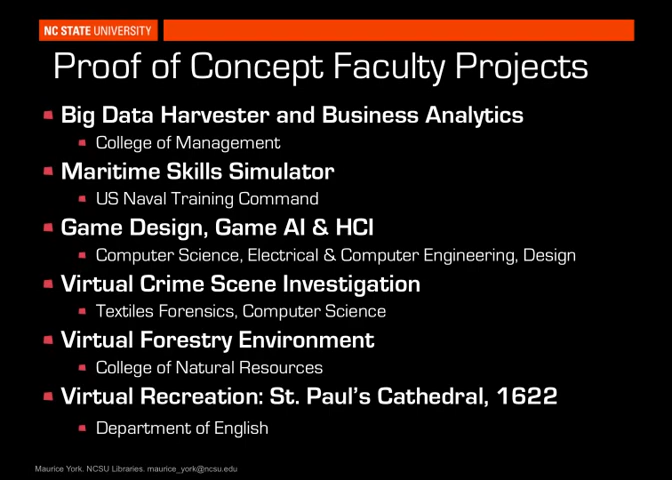 NC STATE UNIVERSITY
Proof of Concept Faculty Projects
Big Data Harvester and Business Analytics
College of Management
Maritime Skills Simulator
US Naval Training Command
Game Design, Game AI & HCI
Computer Science, Electrical & Computer Engineering, Design
Virtual Crime Scene Investigation
Textiles Forensics, Computer Science
Virtual Forestry Environment
College of Natural Resources
Virtual Recreation: St. Paul's Cathedral, 1622
Department of English
Maurice York. NCSU Libraries. maurice_york@ncsu.edu